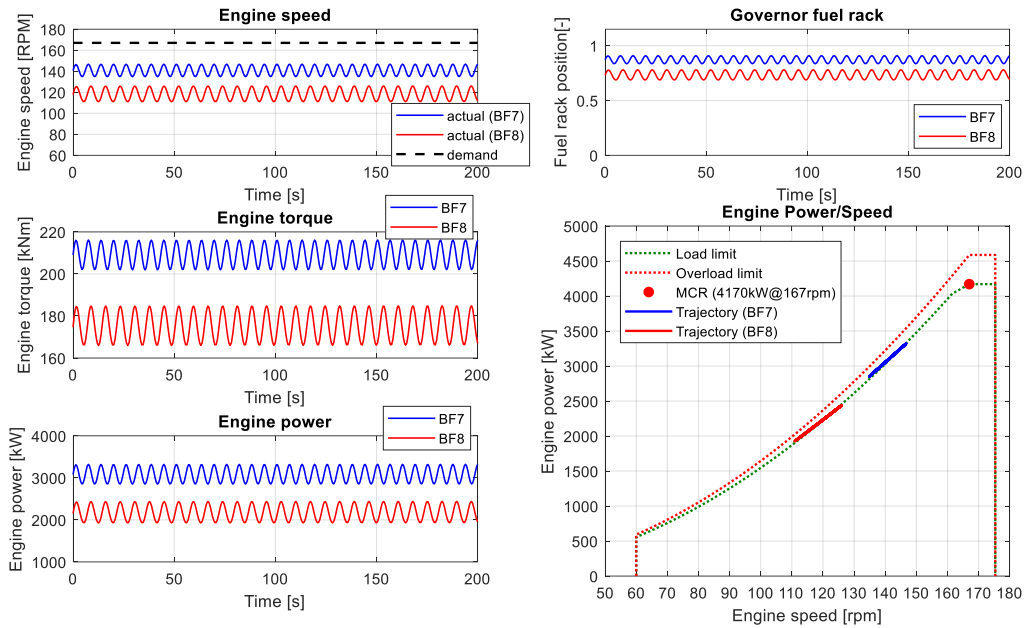 Engine speed
Engine speed [RPM]
180
160
140
120
100
80
60
0
50
100
150
200
Time [s]
actual (BF7)
actual (BF8)
demand
Governor fuel rack
Fuel rack position[-]
1
0.5
0
0
50
100
150
200
Time [s]
BF7
BF8
Engine torque
Engine torque [kNm]
220
200
180
160
0
50
100
150
200
Time [s]
BF7
BF8
Engine power
Engine power [kW]
4000
3000
2000
1000
0
50
100
150
200
Time [s]
BF7
BF8
Engine Power/Speed
Engine power [kW]
5000
4500
4000
3500
3000
2500
2000
1500
1000
500
0
50
60
70
80
90
100
110
120
130
140
150
160
170
180
Engine speed [rpm]
Load limit
Overload limit
MCR (4170kW@167rpm)
Trajectory (BF7)
Trajectory (BF8)